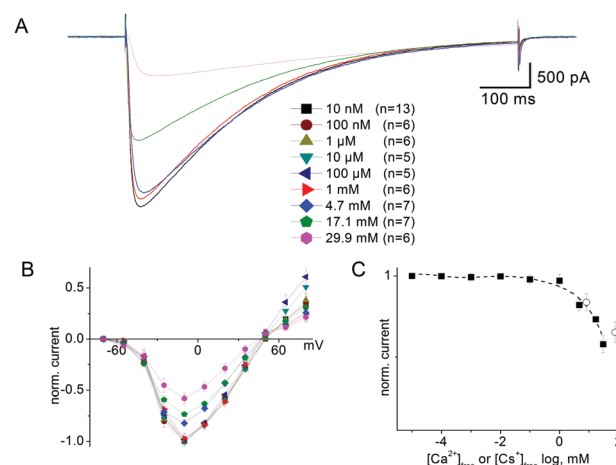 A
500 pA
100 ms
10 nM (n=13)
100 nM (n=6)
1 µM (n=6)
10 µM (n=5)
100 µM (n=5)
1 mM (n=6)
4.7 mM (n=7)
17.1 mM (n=7)
29.9 mM (n=6)
B
C
0.5
-60
0
60
mV
-0.5
-1.0
norm. current
1
norm. current
-4
-2
0
2
[Ca²⁺]free or [Cs⁺]free log, mM